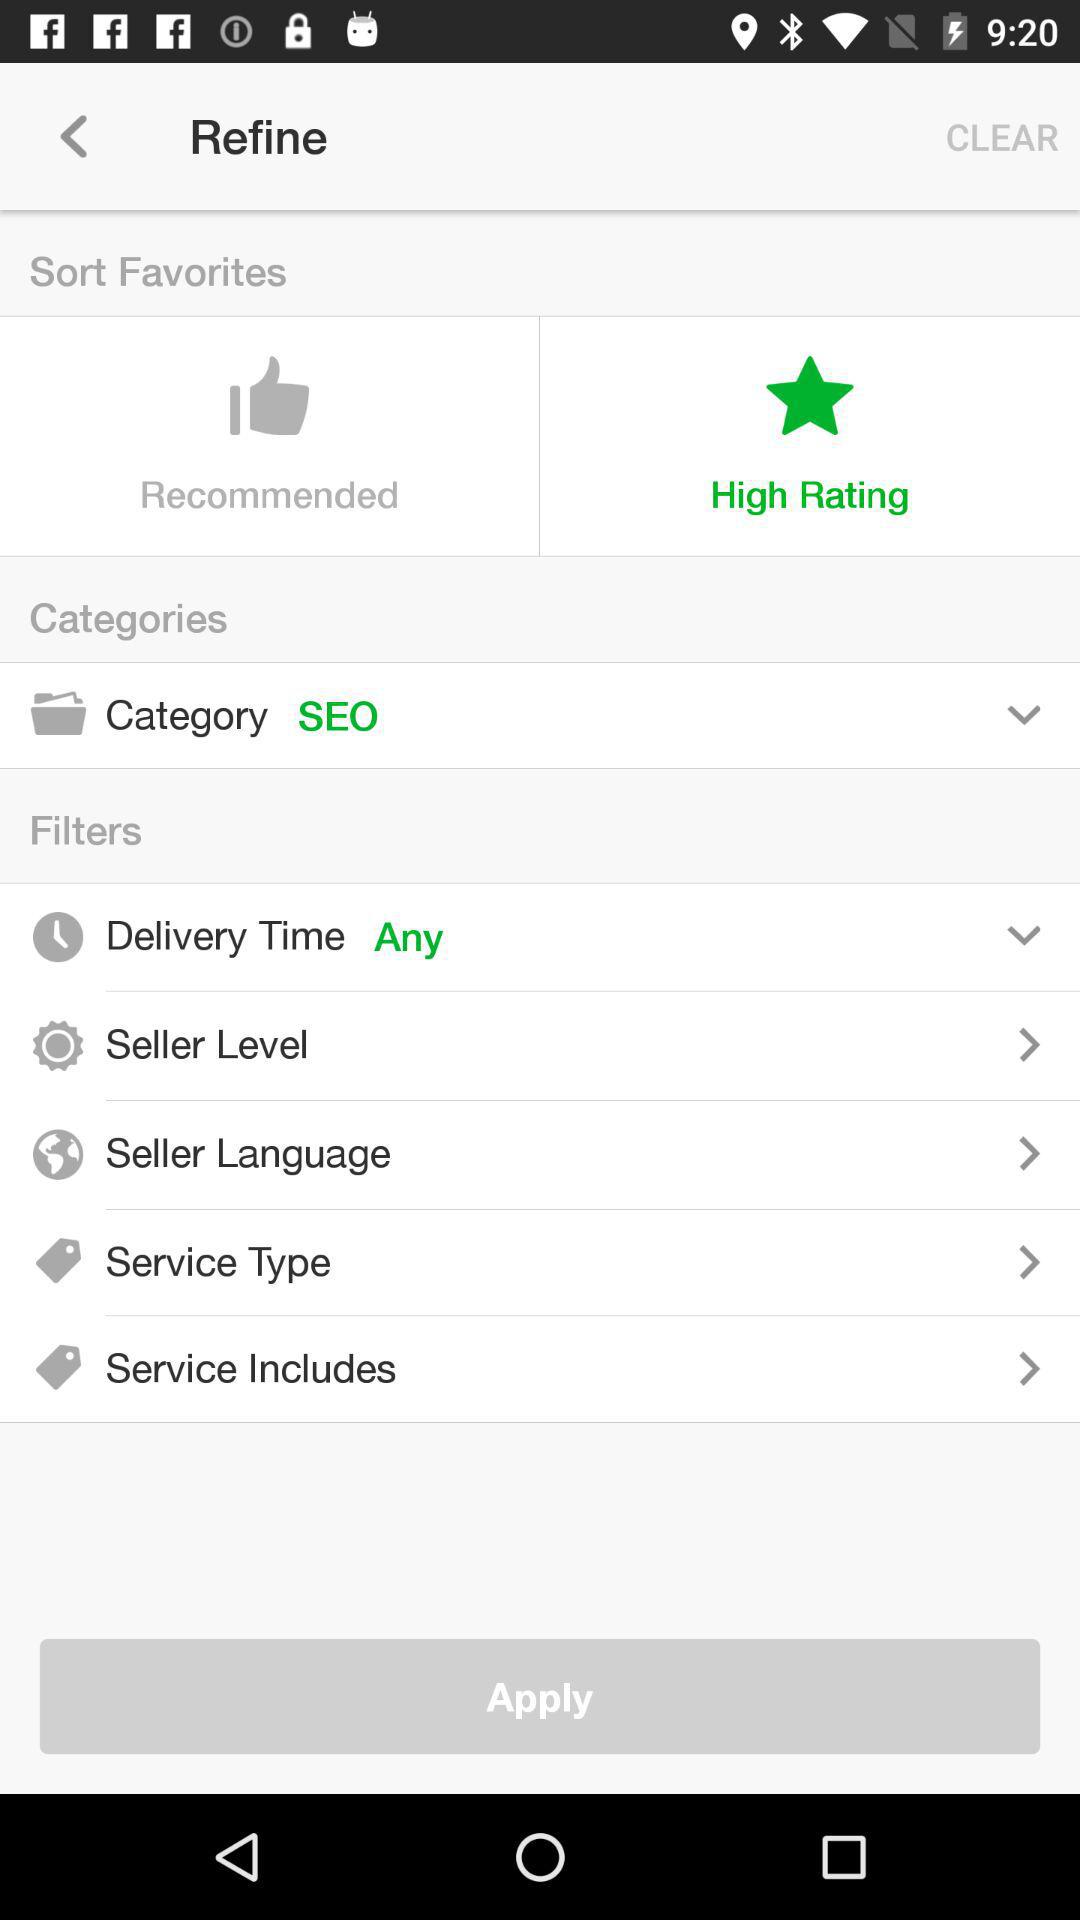 9:20
Refine
CLEAR
Sort Favorites
Recommended
High Rating
Categories
Category SEO
Filters
Delivery Time Any
Seller Level
Seller Language
Service Type
Service Includes
Apply